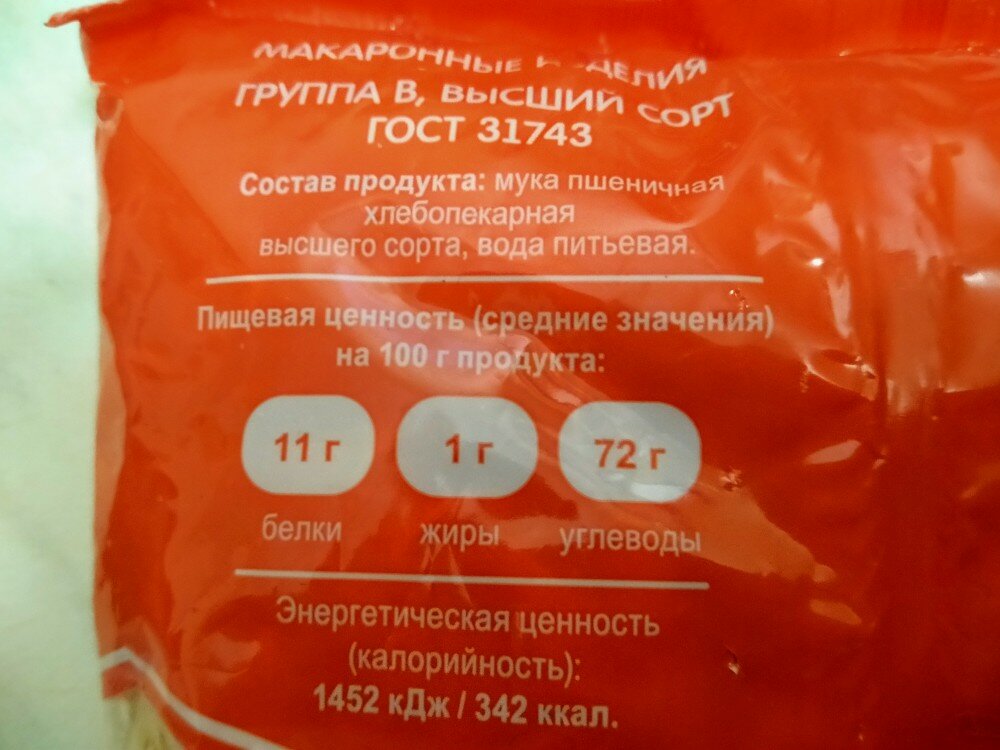 МАКАРОННЫЕ ИЗДЕЛИЯ
ГРУППА В, ВЫСШИЙ СОРТ
ГОСТ 31743
Состав продукта: мука пшеничная
хлебопекарная
высшего сорта, вода питьевая.
Пищевая ценность (средние значения)
на 100 г продукта:
11 г 1 г 72 г
белки жиры углеводы
Энергетическая ценность
(калорийность):
1452 кДж / 342 ккал.